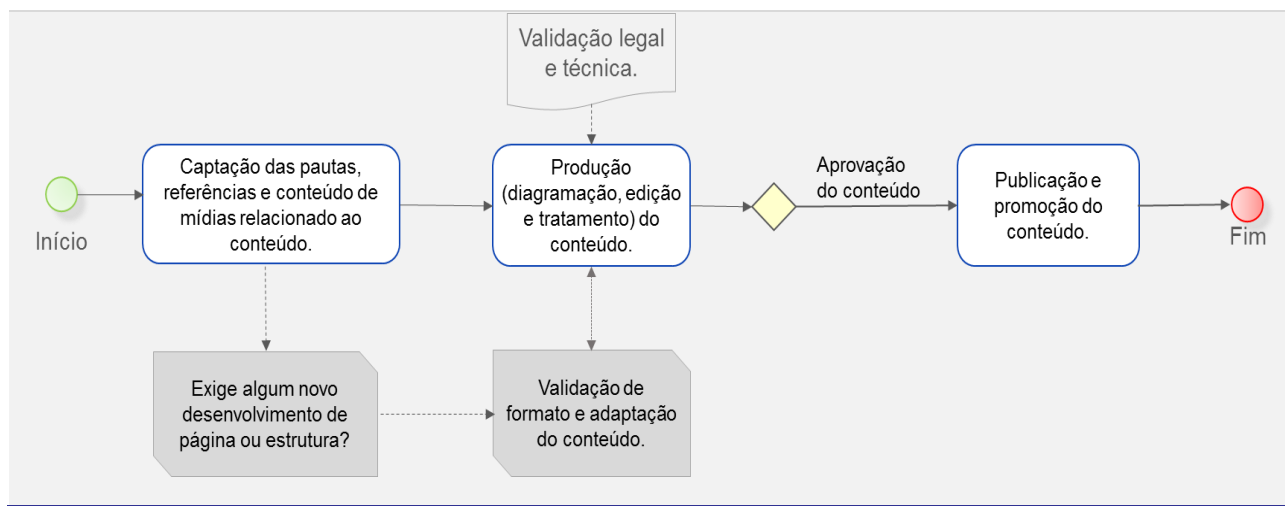 Validação legal
e técnica.
Início
Captação das pautas,
referências e conteúdo de
mídias relacionado ao
conteúdo.
Produção
(diagramação, edição
e tratamento) do
conteúdo.
Aprovação
do conteúdo
Publicação e
promoção do
conteúdo.
Fim
Exige algum novo
desenvolvimento de
página ou estrutura?
Validação de
formato e adaptação
do conteúdo.